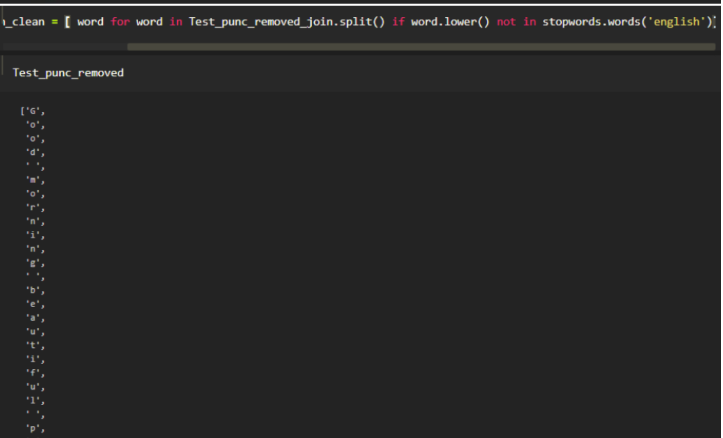 _clean = [ word for word in Test_punc_removed_join.split() if word.lower() not in stopwords.words('english')]
Test_punc_removed
['G',
'o',
'o',
'd',
' ',
'm',
'o',
'r',
'n',
'i',
'n',
'g',
' ',
'b',
'e',
'a',
'u',
't',
'i',
'f',
'u',
'l',
' ',
'p',